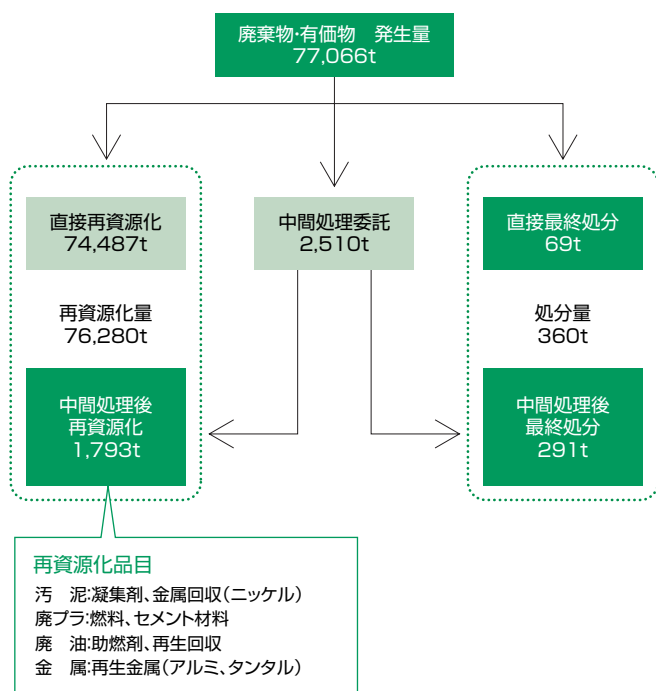 廃棄物・有価物　発生量
77,066t
直接再資源化
74,487t
中間処理委託
2,510t
直接最終処分
69t
再資源化量
76,280t
処分量
360t
中間処理後
再資源化
1,793t
中間処理後
最終処分
291t
再資源化品目
汚　泥:凝集剤、金属回収(ニッケル)
廃プラ:燃料、セメント材料
廃　油:助燃剤、再生回収
金　属:再生金属(アルミ、タンタル)